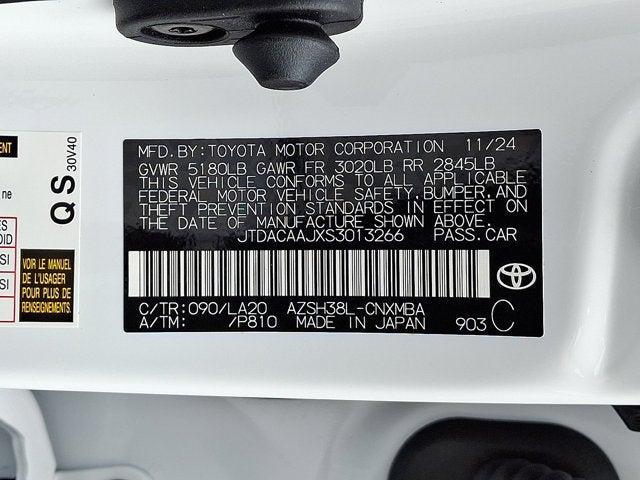 MFD. BY: TOYOTA MOTOR CORPORATION 11/24
GVWR 5180LB GAWR FR 3020LB RR 2845LB
THIS VEHICLE CONFORMS TO ALL APPLICABLE
FEDERAL MOTOR VEHICLE SAFETY, BUMPER, AND
THEFT PREVENTION STANDARDS IN EFFECT ON
THE DATE OF MANUFACTURE SHOWN ABOVE.
JTDACAAJXS3013266 PASS. CAR
C/TR: 090/LA20 AZSH38L-CNXMBA
A/TM: /P810 MADE IN JAPAN 903 C
QS 30V40
VOIR LE MANUEL
DE L'USAGER
POUR PLUS DE
RENSEIGNEMENTS.